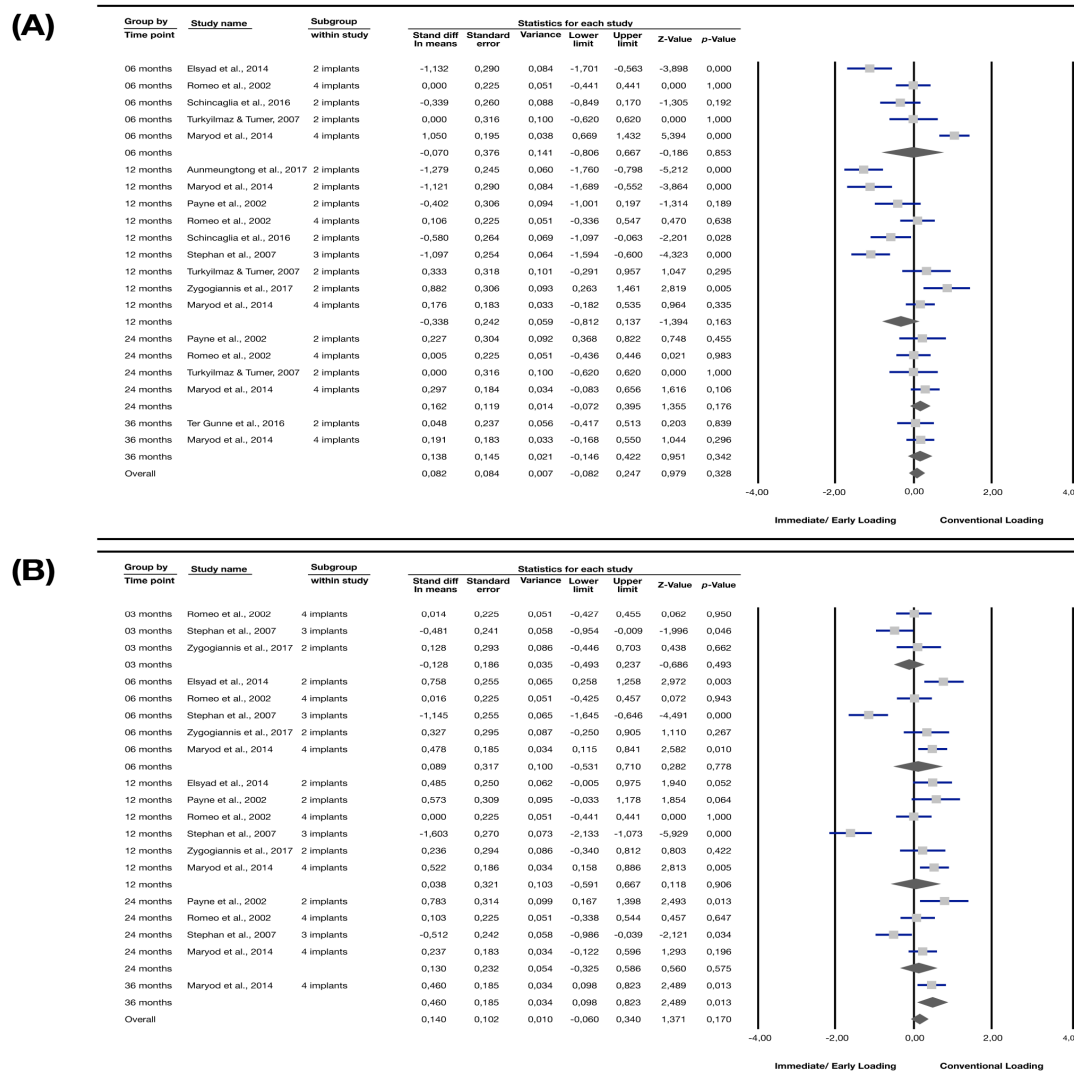 (A)
Group by Study name Subgroup Statistics for each study
Time point within study Stand diff In means Standard error Variance Lower limit Upper limit Z-Value p-Value
06 months Elsyad et al., 2014 2 implants -1,132 0,290 0,084 -1,701 -0,563 -3,898 0,000
06 months Romeo et al., 2002 4 implants 0,000 0,225 0,051 -0,441 0,441 0,000 1,000
06 months Schincaglia et al., 2016 2 implants -0,339 0,260 0,088 -0,849 0,170 -1,305 0,192
06 months Turkyilmaz & Tumer, 2007 2 implants 0,000 0,316 0,100 -0,620 0,620 0,000 1,000
06 months Maryod et al., 2014 4 implants 1,050 0,195 0,038 0,669 1,432 5,394 0,000
06 months -0,070 0,376 0,141 -0,806 0,667 -0,186 0,853
12 months Aunmeungtong et al., 2017 2 implants -1,279 0,245 0,060 -1,760 -0,798 -5,212 0,000
12 months Maryod et al., 2014 2 implants -1,121 0,290 0,084 -1,689 -0,552 -3,864 0,000
12 months Payne et al., 2002 2 implants -0,402 0,306 0,094 -1,001 0,197 -1,314 0,189
12 months Romeo et al., 2002 4 implants 0,106 0,225 0,051 -0,336 0,547 0,470 0,638
12 months Schincaglia et al., 2016 2 implants -0,580 0,264 0,069 -1,097 -0,063 -2,201 0,028
12 months Stephan et al., 2007 3 implants -1,097 0,254 0,064 -1,594 -0,600 -4,323 0,000
12 months Turkyilmaz & Tumer, 2007 2 implants 0,333 0,318 0,101 -0,291 0,957 1,047 0,295
12 months Zygogiannis et al., 2017 2 implants 0,882 0,306 0,093 0,263 1,461 2,819 0,005
12 months Maryod et al., 2014 4 implants 0,176 0,183 0,033 -0,182 0,535 0,964 0,335
12 months -0,338 0,242 0,059 -0,812 0,137 -1,394 0,163
24 months Payne et al., 2002 2 implants 0,227 0,304 0,092 0,368 0,822 0,748 0,455
24 months Romeo et al., 2002 4 implants 0,005 0,225 0,051 -0,436 0,446 0,021 0,983
24 months Turkyilmaz & Tumer, 2007 2 implants 0,000 0,316 0,100 -0,620 0,620 0,000 1,000
24 months Maryod et al., 2014 4 implants 0,297 0,184 0,034 -0,083 0,656 1,616 0,106
24 months 0,162 0,119 0,014 -0,072 0,395 1,355 0,176
36 months Ter Gunne et al., 2016 2 implants 0,048 0,237 0,056 -0,417 0,513 0,203 0,839
36 months Maryod et al., 2014 4 implants 0,191 0,183 0,033 -0,168 0,550 1,044 0,296
36 months 0,138 0,145 0,021 -0,146 0,422 0,951 0,342
Overall 0,082 0,084 0,007 -0,082 0,247 0,979 0,328
-4,00 -2,00 0,00 2,00 4,0
Immediate/ Early Loading Conventional Loading
(B)
Group by Study name Subgroup Statistics for each study
Time point within study Stand diff In means Standard error Variance Lower limit Upper limit Z-Value p-Value
03 months Romeo et al., 2002 4 implants 0,014 0,225 0,051 -0,427 0,455 0,062 0,950
03 months Stephan et al., 2007 3 implants -0,481 0,241 0,058 -0,954 -0,009 -1,996 0,046
03 months Zygogiannis et al., 2017 2 implants 0,128 0,293 0,086 -0,446 0,703 0,438 0,662
03 months -0,128 0,186 0,035 -0,493 0,237 -0,686 0,493
06 months Elsyad et al., 2014 2 implants 0,758 0,255 0,065 0,258 1,258 2,972 0,003
06 months Romeo et al., 2002 4 implants 0,016 0,225 0,051 -0,425 0,457 0,072 0,943
06 months Stephan et al., 2007 3 implants -1,145 0,255 0,065 -1,645 -0,646 -4,491 0,000
06 months Zygogiannis et al., 2017 2 implants 0,327 0,295 0,087 -0,250 0,905 1,110 0,267
06 months Maryod et al., 2014 4 implants 0,478 0,185 0,034 0,115 0,841 2,582 0,010
06 months 0,089 0,317 0,100 -0,531 0,710 0,282 0,778
12 months Elsyad et al., 2014 2 implants 0,485 0,250 0,062 -0,005 0,975 1,940 0,052
12 months Payne et al., 2002 2 implants 0,573 0,309 0,095 -0,033 1,178 1,854 0,064
12 months Romeo et al., 2002 4 implants 0,000 0,225 0,051 -0,441 0,441 0,000 1,000
12 months Stephan et al., 2007 3 implants -1,603 0,270 0,073 -2,133 -1,073 -5,929 0,000
12 months Zygogiannis et al., 2017 2 implants 0,236 0,294 0,086 -0,340 0,812 0,803 0,422
12 months Maryod et al., 2014 4 implants 0,522 0,186 0,034 0,158 0,886 2,813 0,005
12 months 0,038 0,321 0,103 -0,591 0,667 0,118 0,906
24 months Payne et al., 2002 2 implants 0,783 0,314 0,099 0,167 1,398 2,493 0,013
24 months Romeo et al., 2002 4 implants 0,103 0,225 0,051 -0,338 0,544 0,457 0,647
24 months Stephan et al., 2007 3 implants -0,512 0,242 0,058 -0,986 -0,039 -2,121 0,034
24 months Maryod et al., 2014 4 implants 0,237 0,183 0,034 -0,122 0,596 1,293 0,196
24 months 0,130 0,232 0,054 -0,325 0,586 0,560 0,575
36 months Maryod et al., 2014 4 implants 0,460 0,185 0,034 0,098 0,823 2,489 0,013
36 months 0,460 0,185 0,034 0,098 0,823 2,489 0,013
Overall 0,140 0,102 0,010 -0,060 0,340 1,371 0,170
-4,00 -2,00 0,00 2,00 4,0
Immediate/ Early Loading Conventional Loading